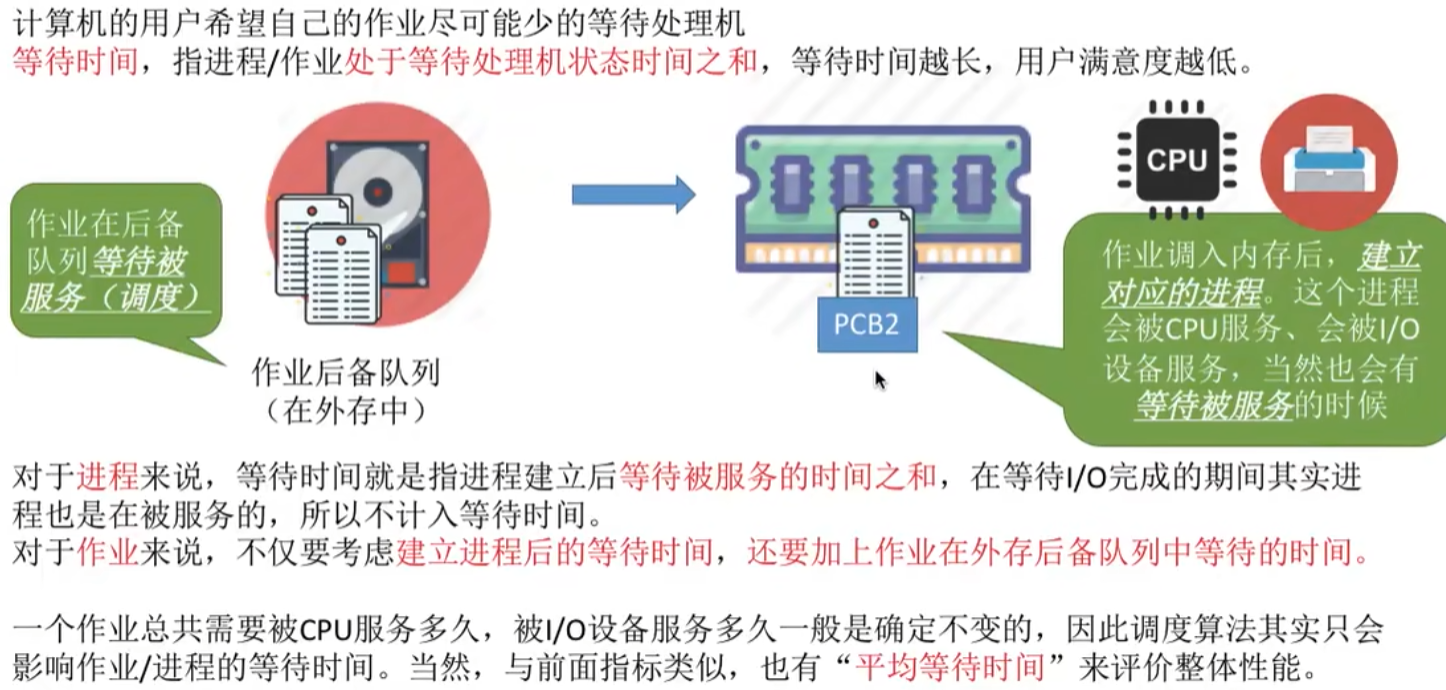 计算机的用户希望自己的作业尽可能少的等待处理机
等待时间，指进程/作业处于等待处理机状态时间之和，等待时间越长，用户满意度越低。
作业在后备
队列等待被
服务（调度）
作业后备队列
（在外存中）
PCB2
CPU
作业调入内存后，建立
对应的进程。这个进程
会被CPU服务、会被I/O
设备服务，当然也会有
等待被服务的时候
对于进程来说，等待时间就是指进程建立后等待被服务的时间之和，在等待I/O完成的期间其实进
程也是在被服务的，所以不计入等待时间。
对于作业来说，不仅要考虑建立进程后的等待时间，还要加上作业在外存后备队列中等待的时间。
一个作业总共需要被CPU服务多久，被I/O设备服务多久一般是确定不变的，因此调度算法其实只会
影响作业/进程的等待时间。当然，与前面指标类似，也有“平均等待时间”来评价整体性能。